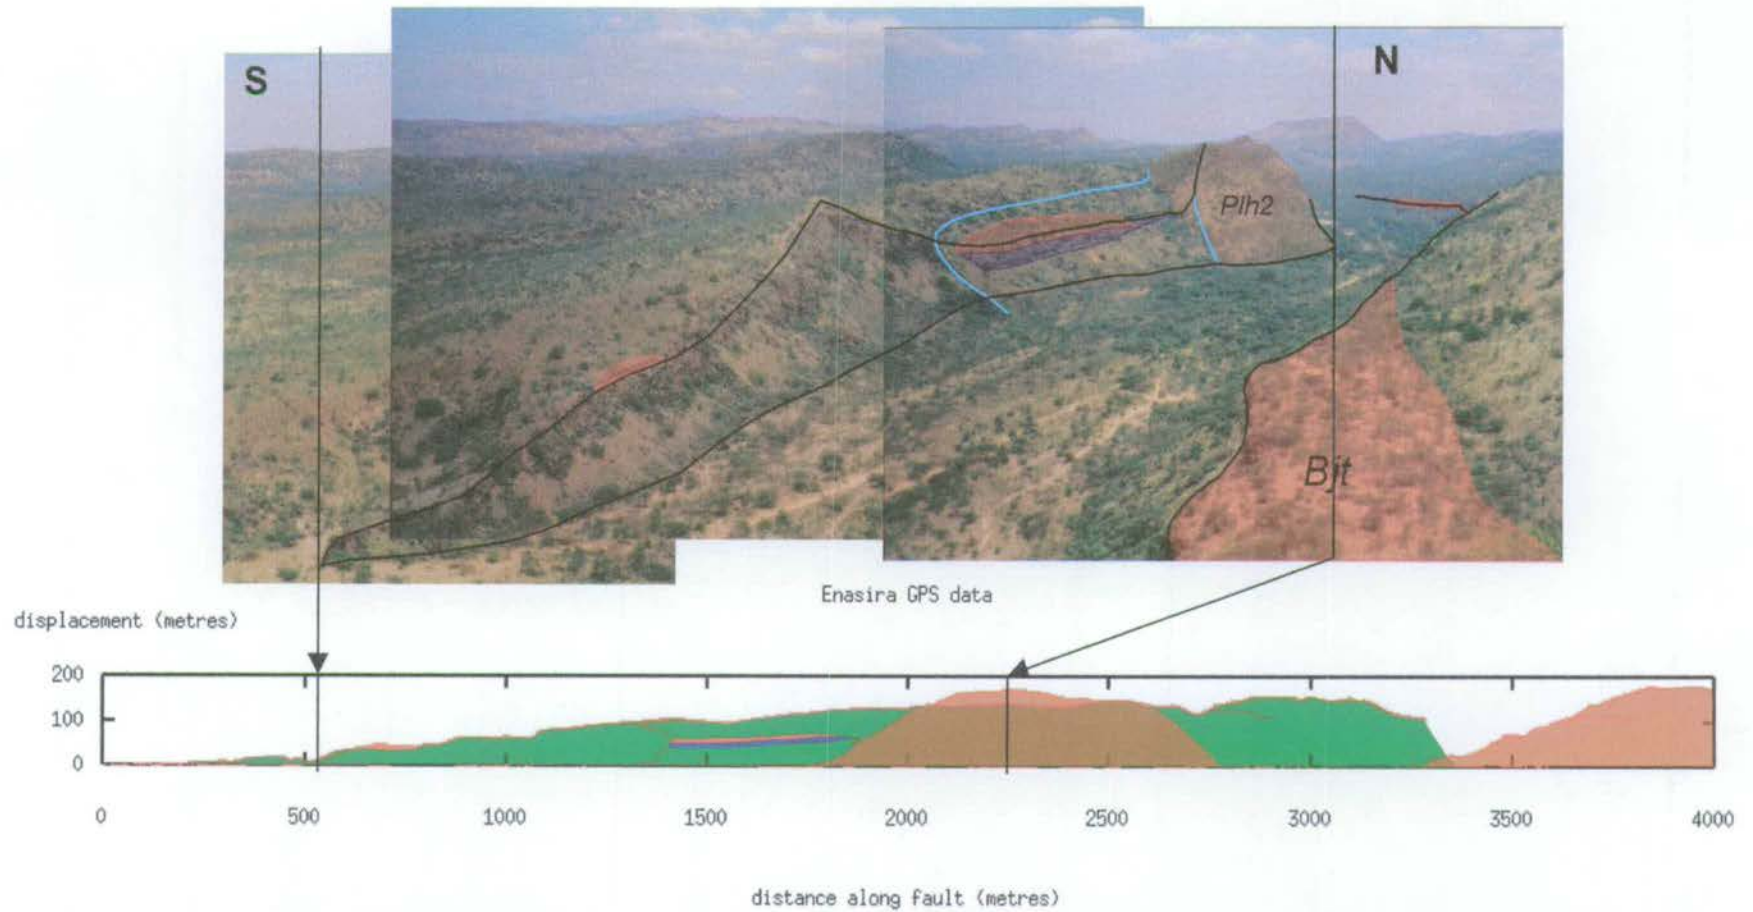 S
N
Plh2
Bjt
Enasira GPS data
displacement (metres)
200
100
0
0 500 1000 1500 2000 2500 3000 3500 4000
distance along fault (metres)